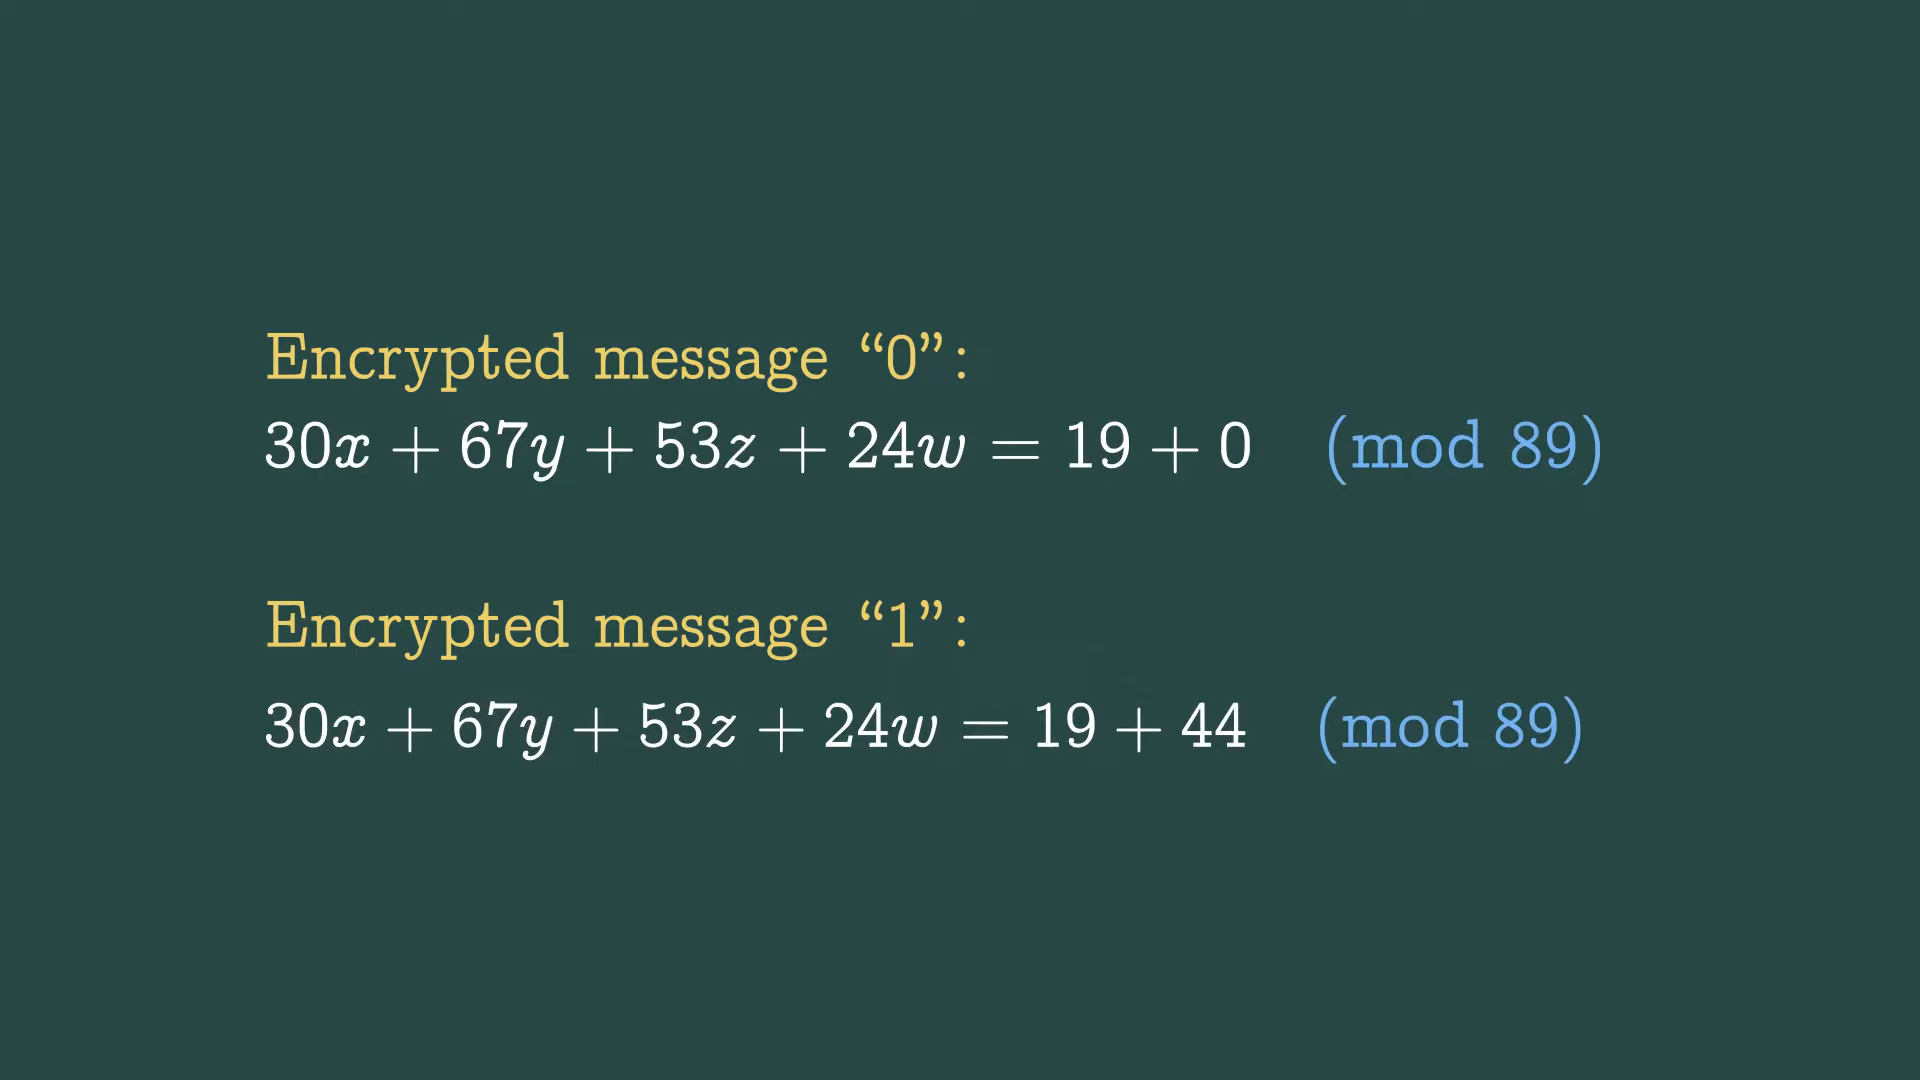 Encrypted message “0”:
30x + 67y + 53z + 24w = 19 + 0 (mod 89)
Encrypted message “1”:
30x + 67y + 53z + 24w = 19 + 44 (mod 89)